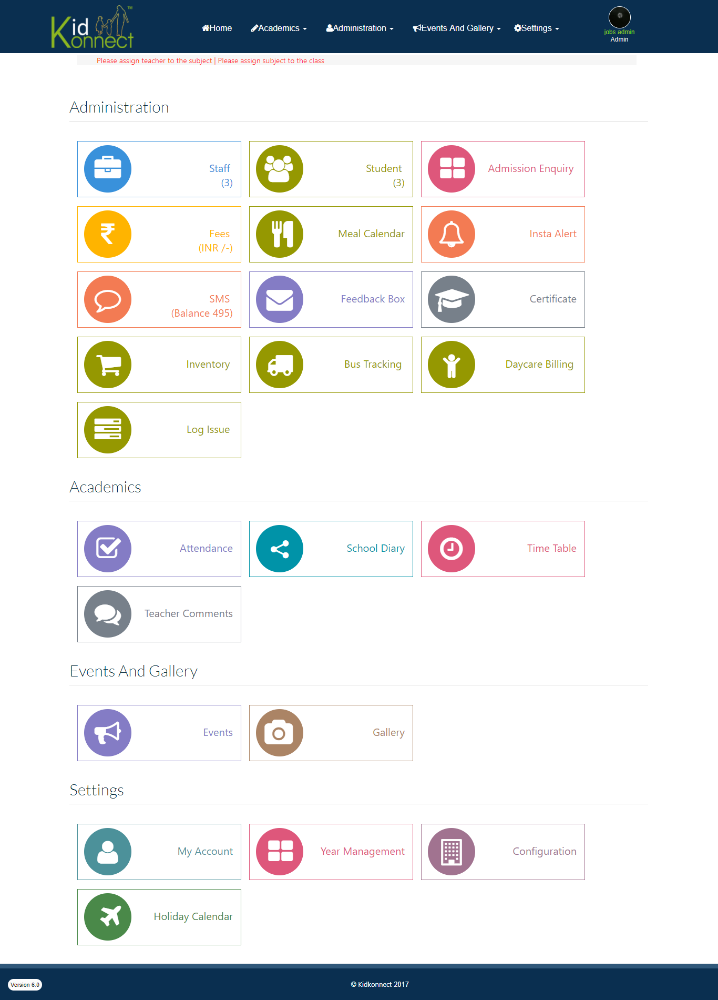 Kid Konnect™
Home Academics Administration Events And Gallery Settings
jobs admin
Admin
Please assign teacher to the subject | Please assign subject to the class
Administration
Staff
(3)
Student
(3)
Admission Enquiry
Fees
(INR /-)
Meal Calendar
Insta Alert
SMS
(Balance 495)
Feedback Box
Certificate
Inventory
Bus Tracking
Daycare Billing
Log Issue
Academics
Attendance
School Diary
Time Table
Teacher Comments
Events And Gallery
Events
Gallery
Settings
My Account
Year Management
Configuration
Holiday Calendar
Version 6.0
© Kidkonnect 2017